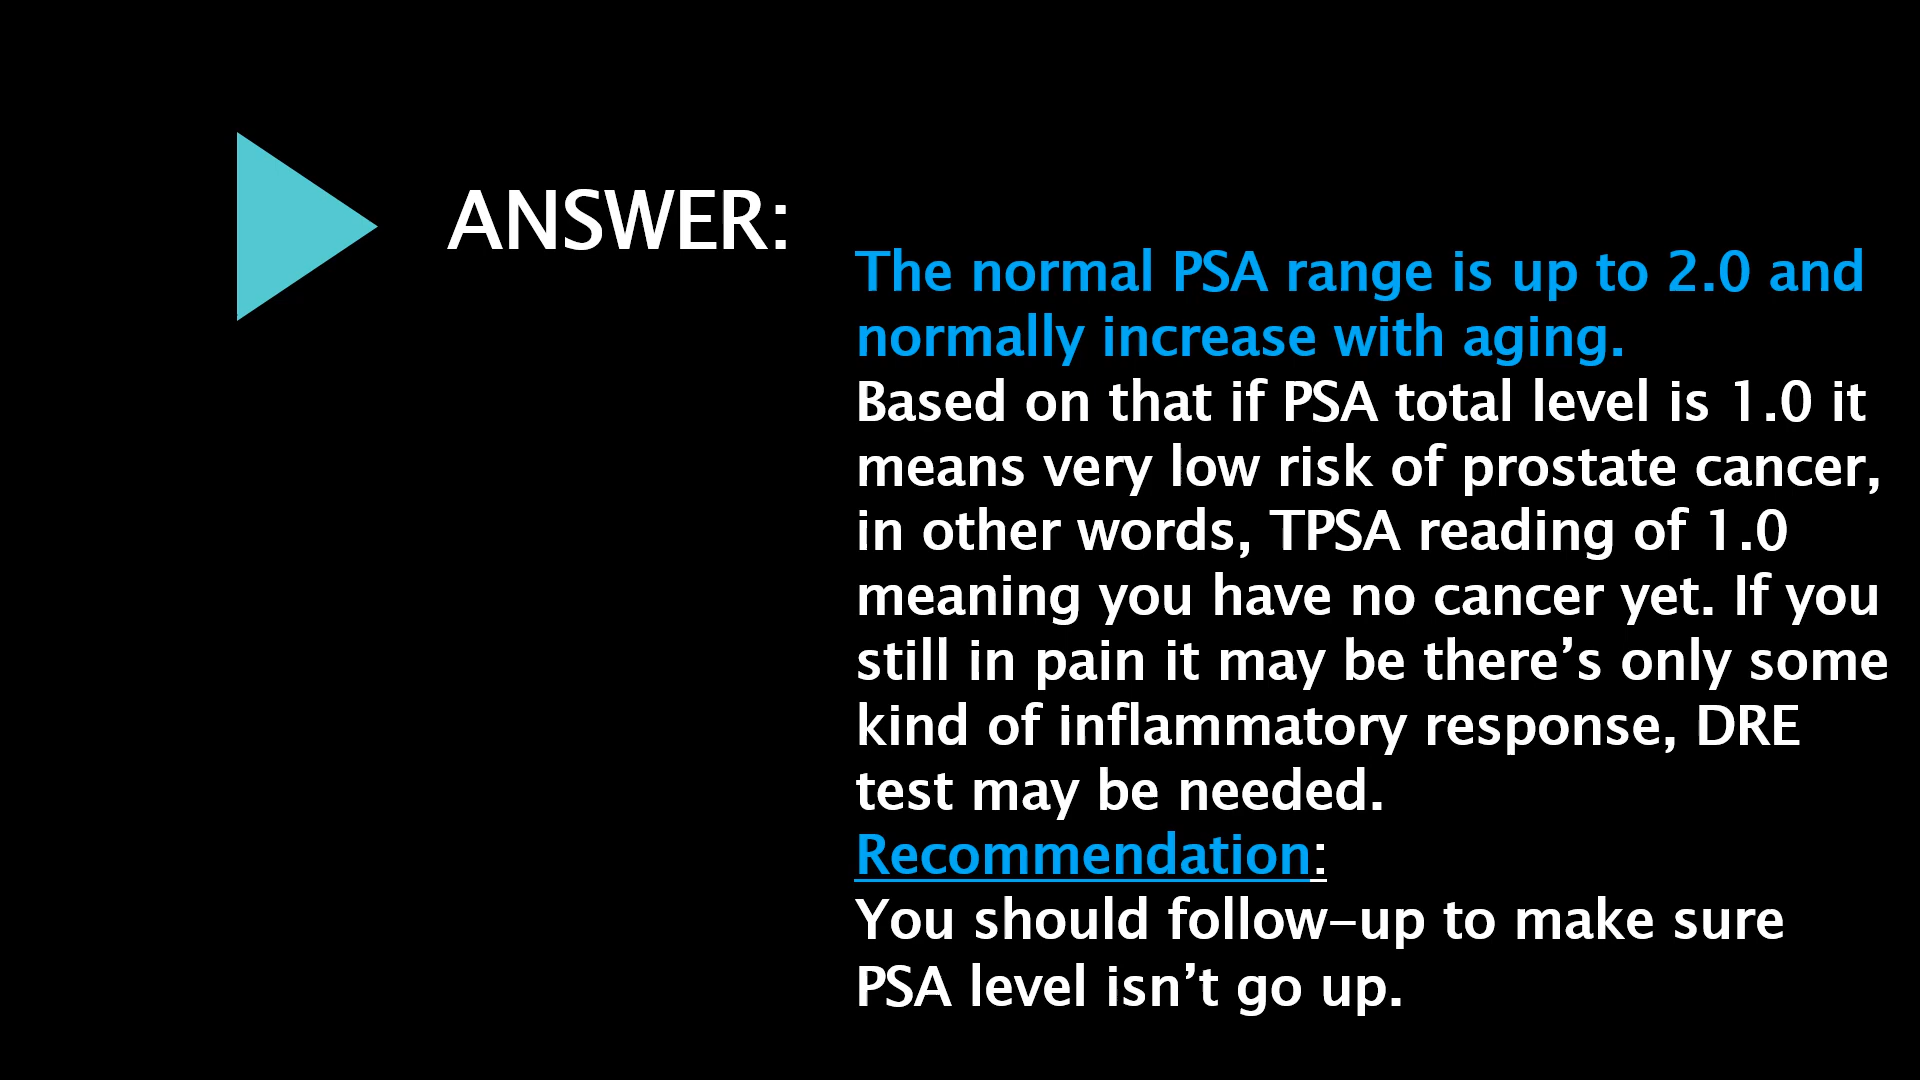 ANSWER:
The normal PSA range is up to 2.0 and
normally increase with aging.
Based on that if PSA total level is 1.0 it
means very low risk of prostate cancer,
in other words, TPSA reading of 1.0
meaning you have no cancer yet. If you
still in pain it may be there’s only some
kind of inflammatory response, DRE
test may be needed.
Recommendation:
You should follow-up to make sure
PSA level isn’t go up.